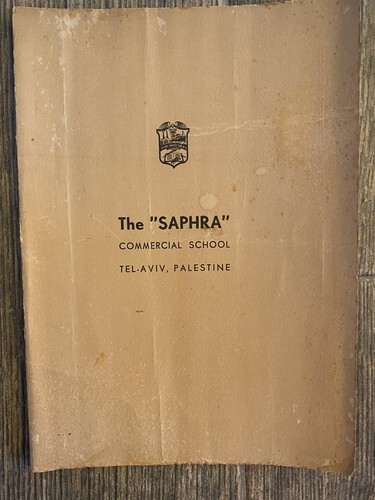 The "SAPHRA"
COMMERCIAL SCHOOL
TEL-AVIV, PALESTINE